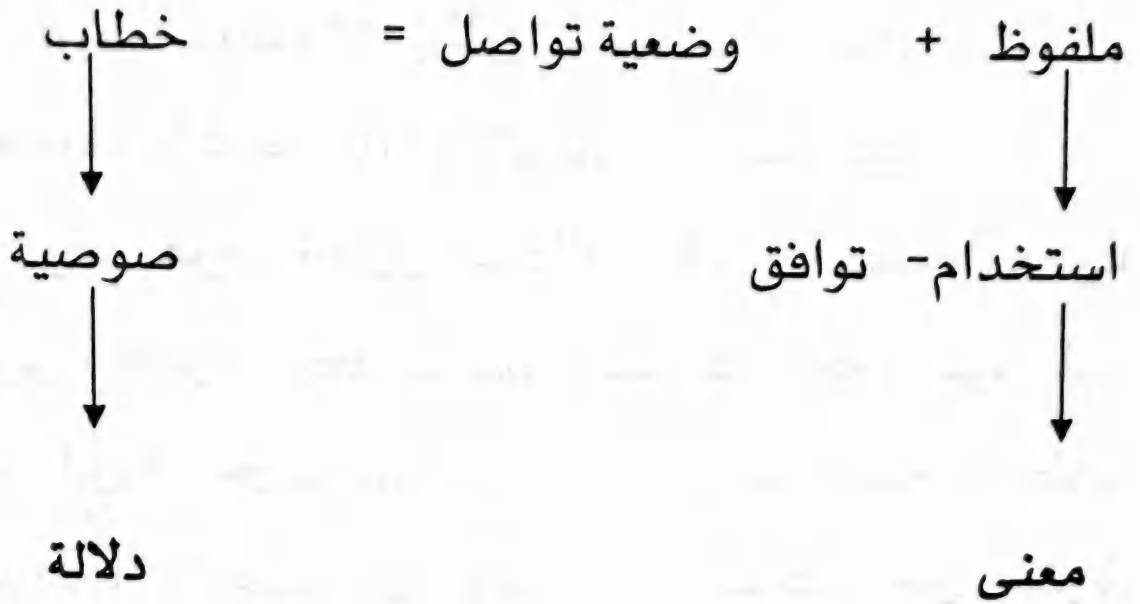 ملفوظ + وضعية تواصل = خطاب
استخدام- توافق صوصية
معنى دلالة